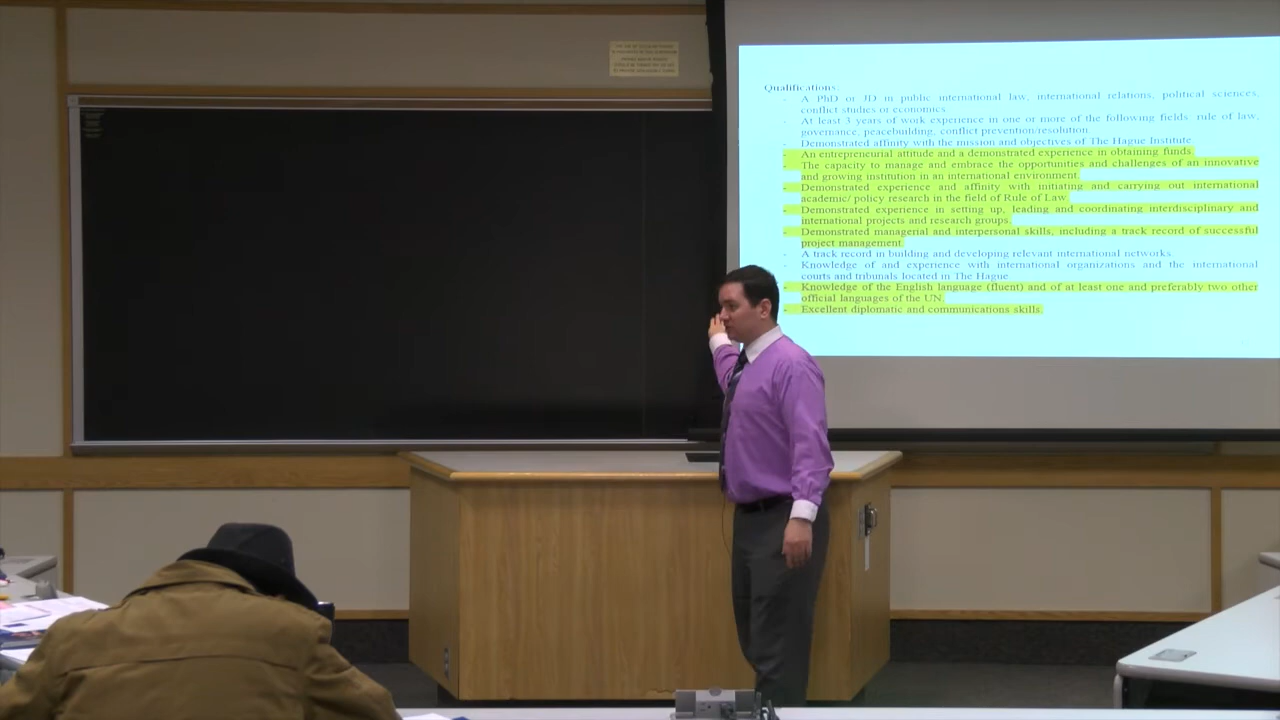 Qualifications
A PhD or JD in public international law, international relations, political sciences,
conflict studies or economics
- At least 3 years of work experience in one or more of the following fields rule of law,
governance, peacebuilding, conflict prevention/resolution
- Demonstrated affinity with the mission and objectives of The Hague Institute
- An entrepreneurial attitude and a demonstrated experience in obtaining funds.
- The capacity to manage and embrace the opportunities and challenges of an innovative
and growing institution in an international environment.
- Demonstrated experience and affinity with initiating and carrying out international
academic/ policy research in the field of Rule of Law.
- Demonstrated experience in setting up, leading and coordinating interdisciplinary and
international projects and research groups.
- Demonstrated managerial and interpersonal skills, including a track record of successful
project management.
- A track record in building and developing relevant international networks
- Knowledge of and experience with international organizations and the international
courts and tribunals located in The Hague
- Knowledge of the English language (fluent) and of at least one and preferably two other
official languages of the UN.
- Excellent diplomatic and communications skills.